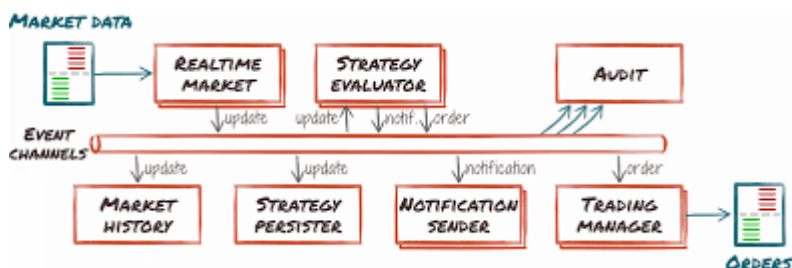 MARKET DATA
REALTIME
MARKET
STRATEGY
EVALUATOR
AUDIT
update
update
notif.
order
EVENT
CHANNELS
update
update
notification
order
MARKET
HISTORY
STRATEGY
PERSISTER
NOTIFICATION
SENDER
TRADING
MANAGER
ORDERS